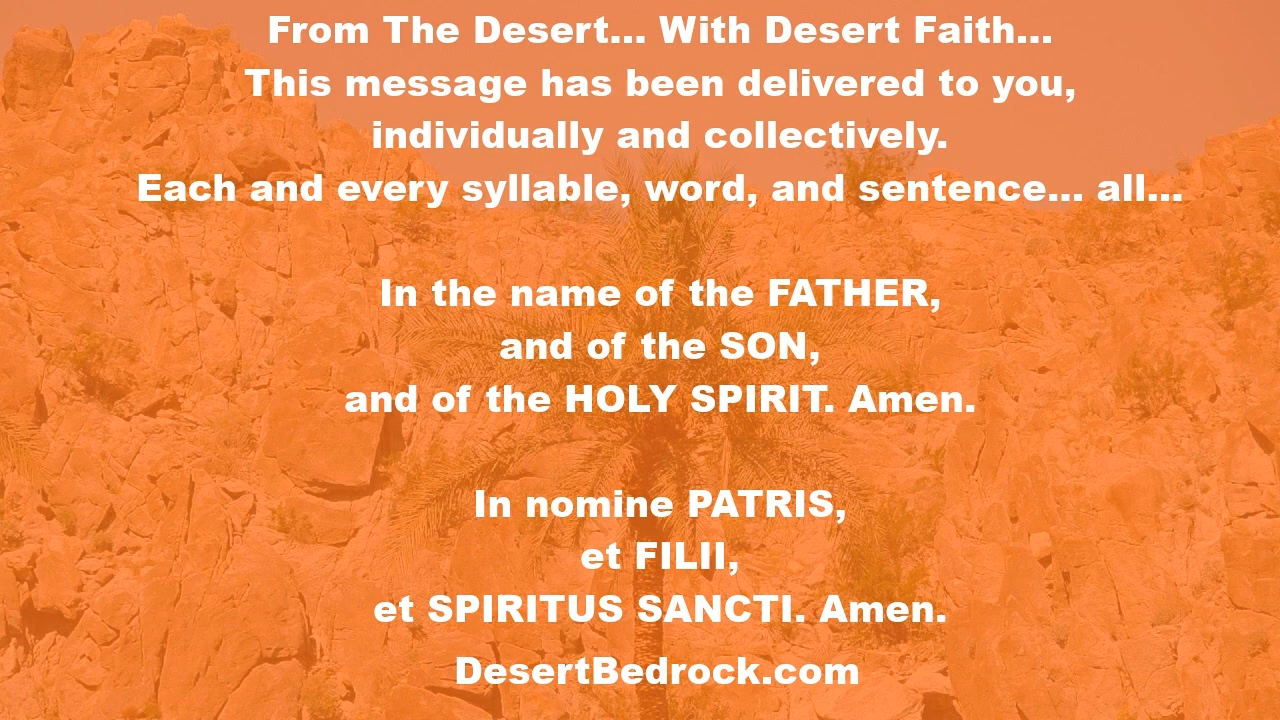 From The Desert... With Desert Faith...
This message has been delivered to you,
individually and collectively.
Each and every syllable, word, and sentence... all...
In the name of the FATHER,
and of the SON,
and of the HOLY SPIRIT. Amen.
In nomine PATRIS,
et FILII,
et SPIRITUS SANCTI. Amen.
DesertBedrock.com